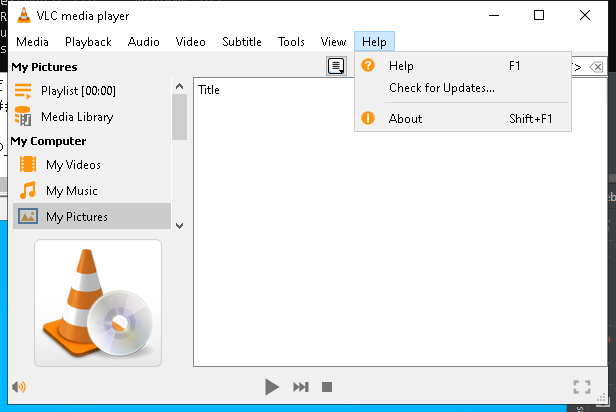 VLC media player
Media Playback Audio Video Subtitle Tools View Help
My Pictures
Playlist [00:00]
Media Library
My Computer
My Videos
My Music
My Pictures
Title
Help F1
Check for Updates...
About Shift+F1